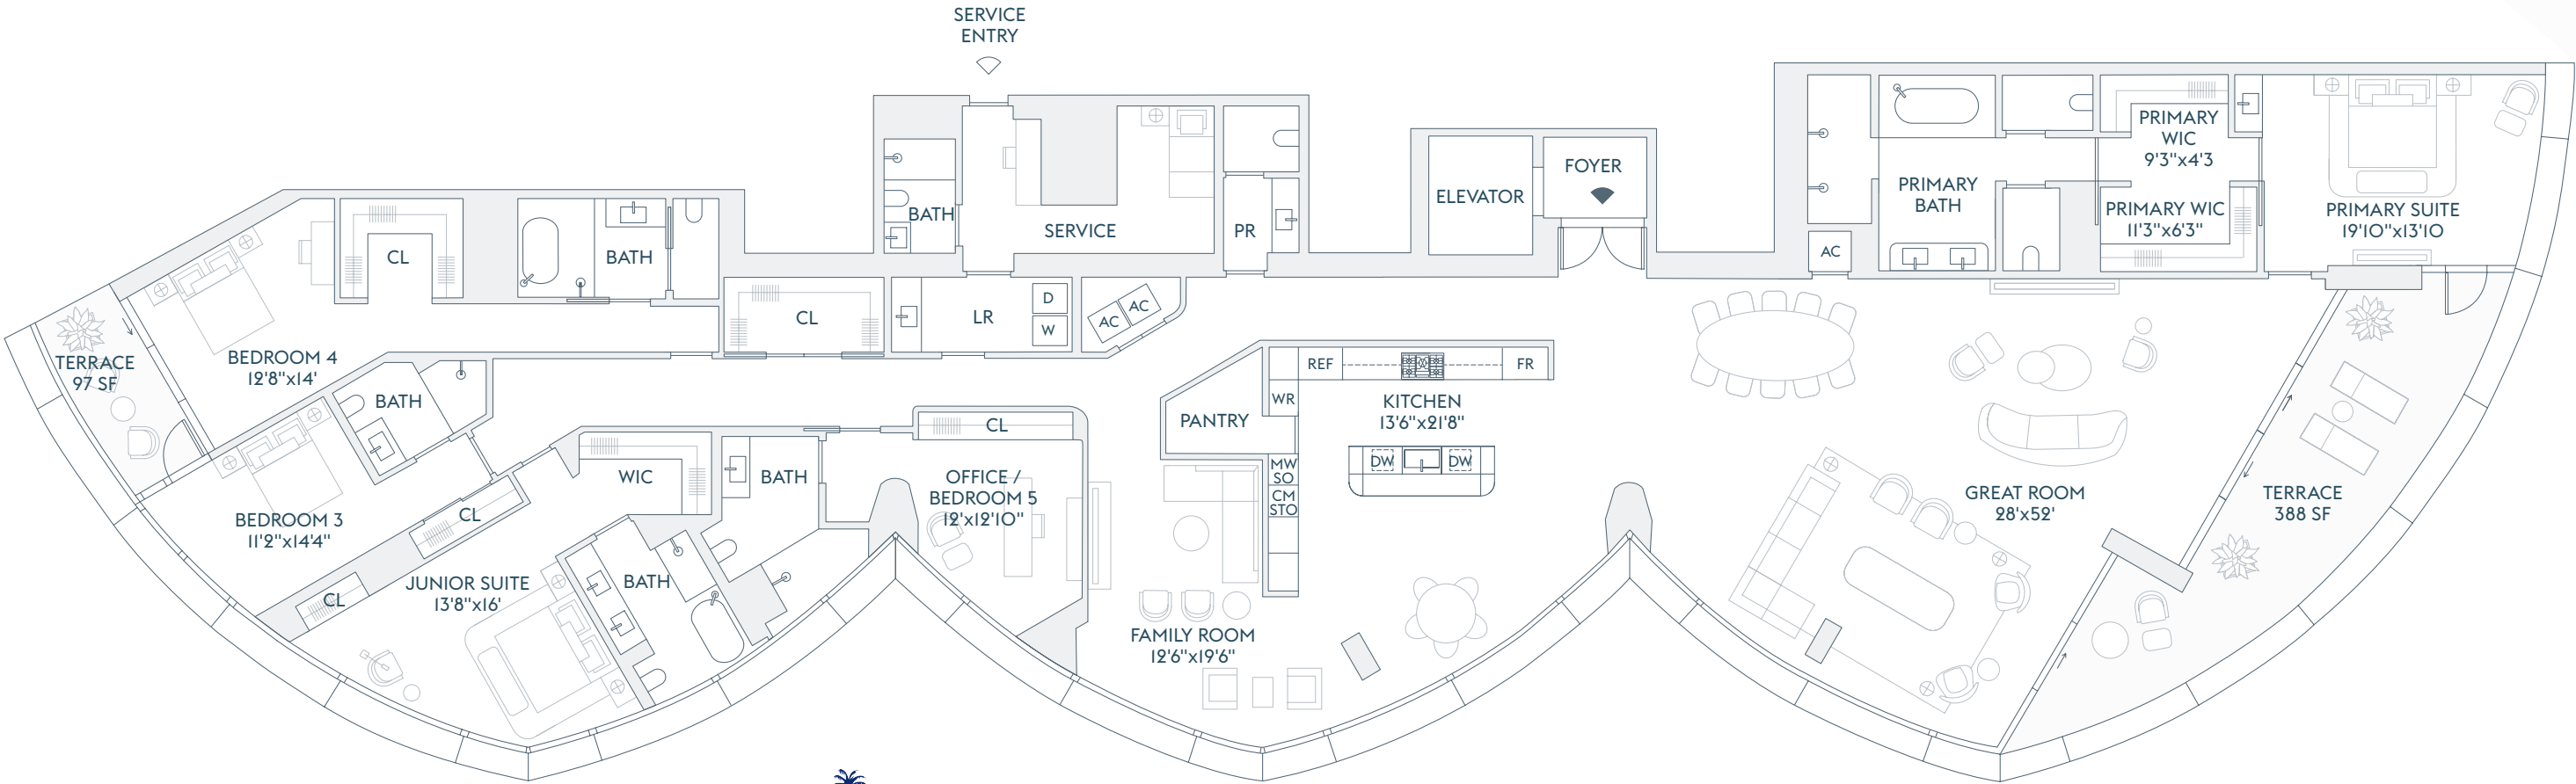 SERVICE
ENTRY
BATH
SERVICE
PR
ELEVATOR
FOYER
AC
PRIMARY
BATH
PRIMARY
WIC
9'3"x4'3
PRIMARY WIC
11'3"x6'3"
PRIMARY SUITE
19'10"x13'10
CL
BATH
CL
LR
D
W
AC
AC
TERRACE
97 SF
BEDROOM 4
12'8"x14'
BATH
PANTRY
REF
FR
WR
KITCHEN
13'6"x21'8"
DW
DW
MW
SO
CM
STO
CL
WIC
BATH
OFFICE /
BEDROOM 5
12'x12'10"
BEDROOM 3
11'2"x14'4"
CL
CL
JUNIOR SUITE
13'8"x16'
BATH
FAMILY ROOM
12'6"x19'6"
GREAT ROOM
28'x52'
TERRACE
388 SF